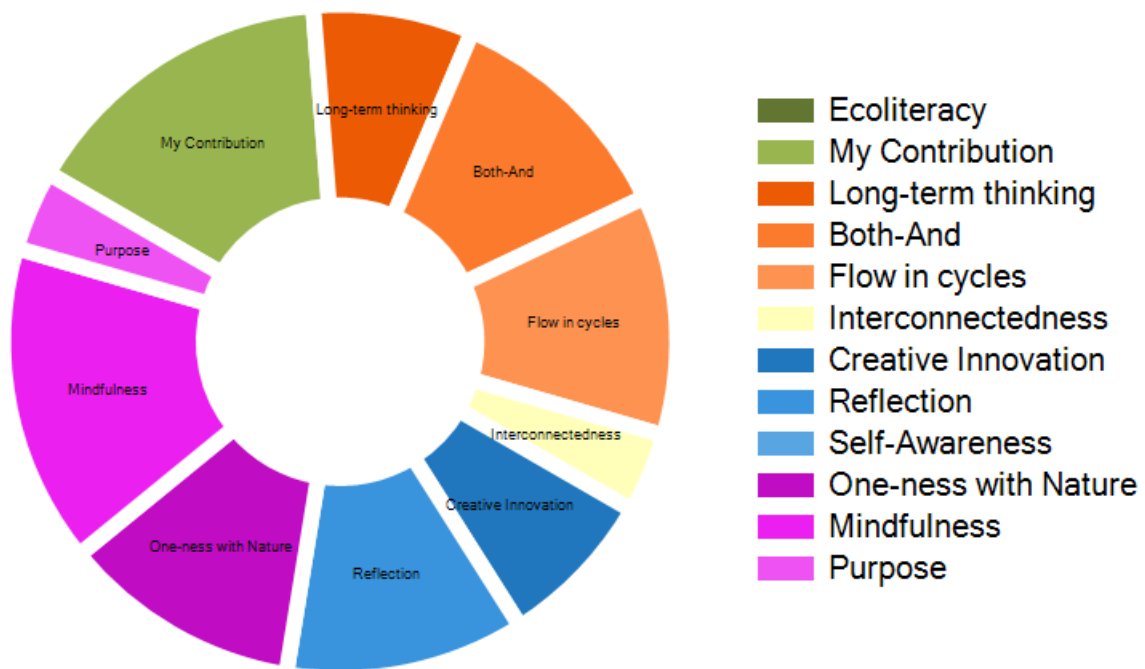 Long-term thinking
My Contribution
Both-And
Purpose
Flow in cycles
Mindfulness
Interconnectedness
Creative Innovation
One-ness with Nature
Reflection
Ecoliteracy
My Contribution
Long-term thinking
Both-And
Flow in cycles
Interconnectedness
Creative Innovation
Reflection
Self-Awareness
One-ness with Nature
Mindfulness
Purpose